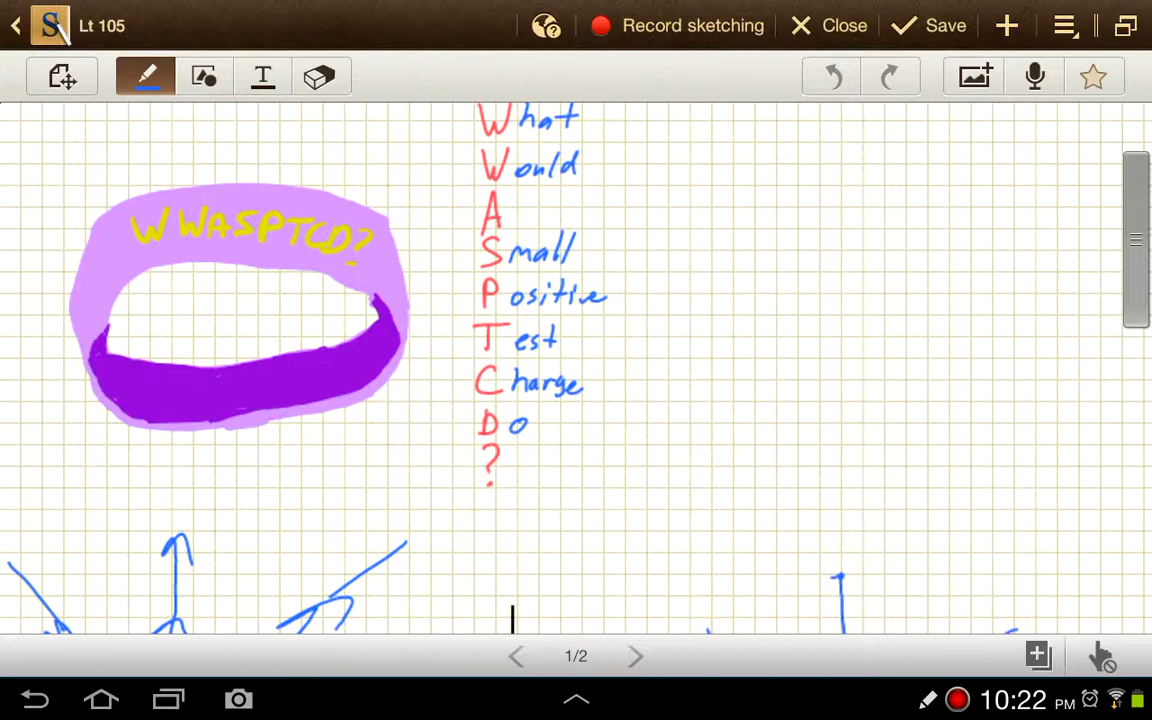 Lt 105
Record sketching
Close
Save
What
Would
A
Small
Positive
Test
Charge
Do
?
WWASPTCD?
1/2
10:22 PM